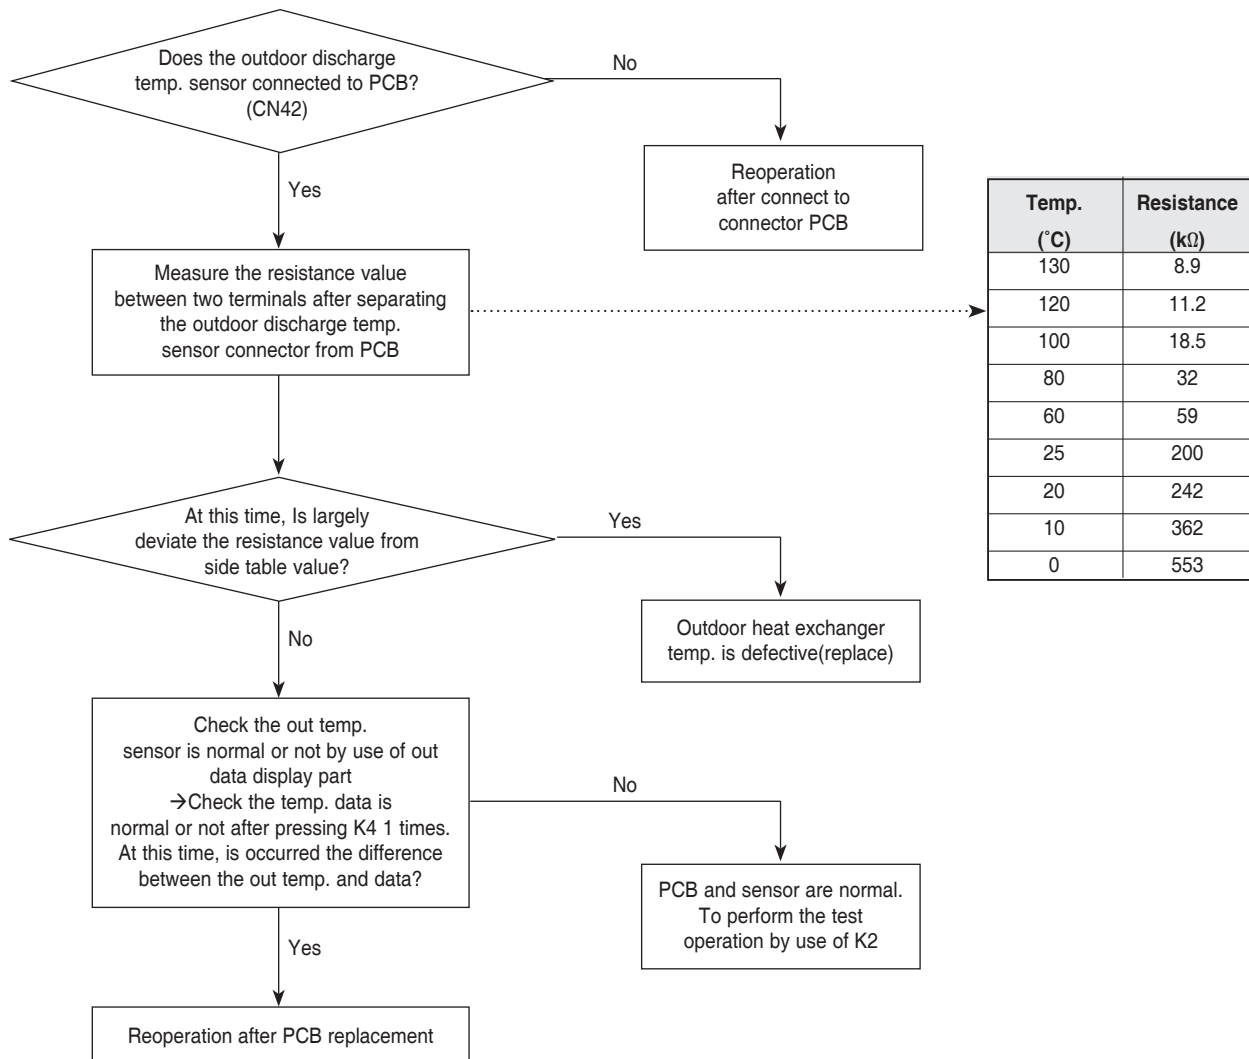 Does the outdoor discharge
temp. sensor connected to PCB?
(CN42)
No
Reoperation
after connect to
connector PCB
Yes
Measure the resistance value
between two terminals after separating
the outdoor discharge temp.
sensor connector from PCB
Temp. Resistance
(˚C) (kΩ)
130 8.9
120 11.2
100 18.5
80 32
60 59
25 200
20 242
10 362
0 553
At this time, Is largely
deviate the resistance value from
side table value?
Yes
Outdoor heat exchanger
temp. is defective(replace)
No
Check the out temp.
sensor is normal or not by use of out
data display part
→Check the temp. data is
normal or not after pressing K4 1 times.
At this time, is occurred the difference
between the out temp. and data?
No
PCB and sensor are normal.
To perform the test
operation by use of K2
Yes
Reoperation after PCB replacement